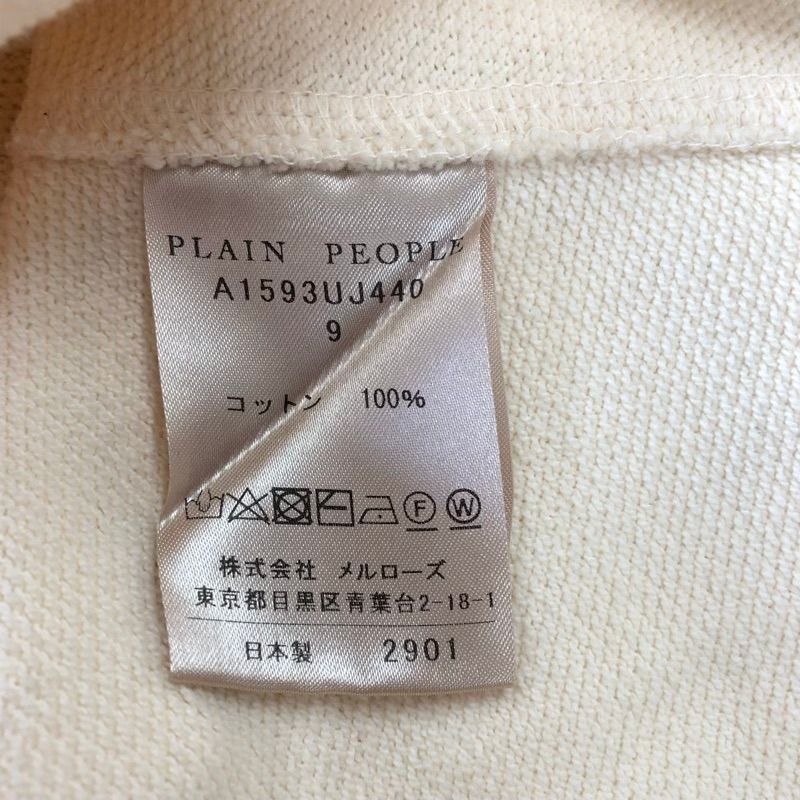 PLAIN PEOPLE
A1593UJ440
9
コットン 100%
F W
株式会社 メルローズ
東京都目黒区青葉台2-18-1
日本製 2901